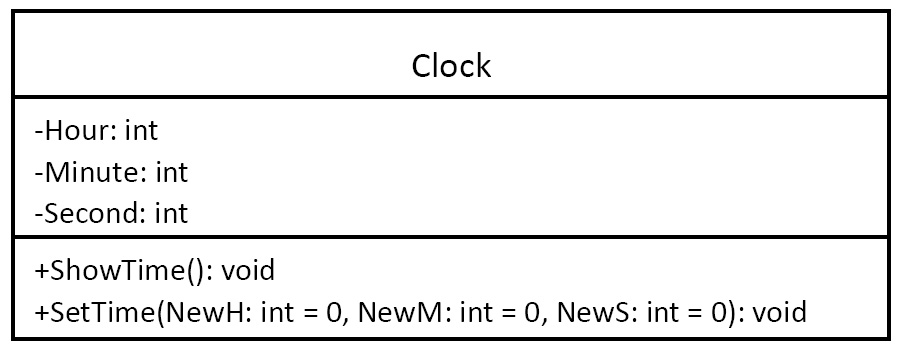 Clock
-Hour: int
-Minute: int
-Second: int
+ShowTime(): void
+SetTime(NewH: int = 0, NewM: int = 0, NewS: int = 0): void